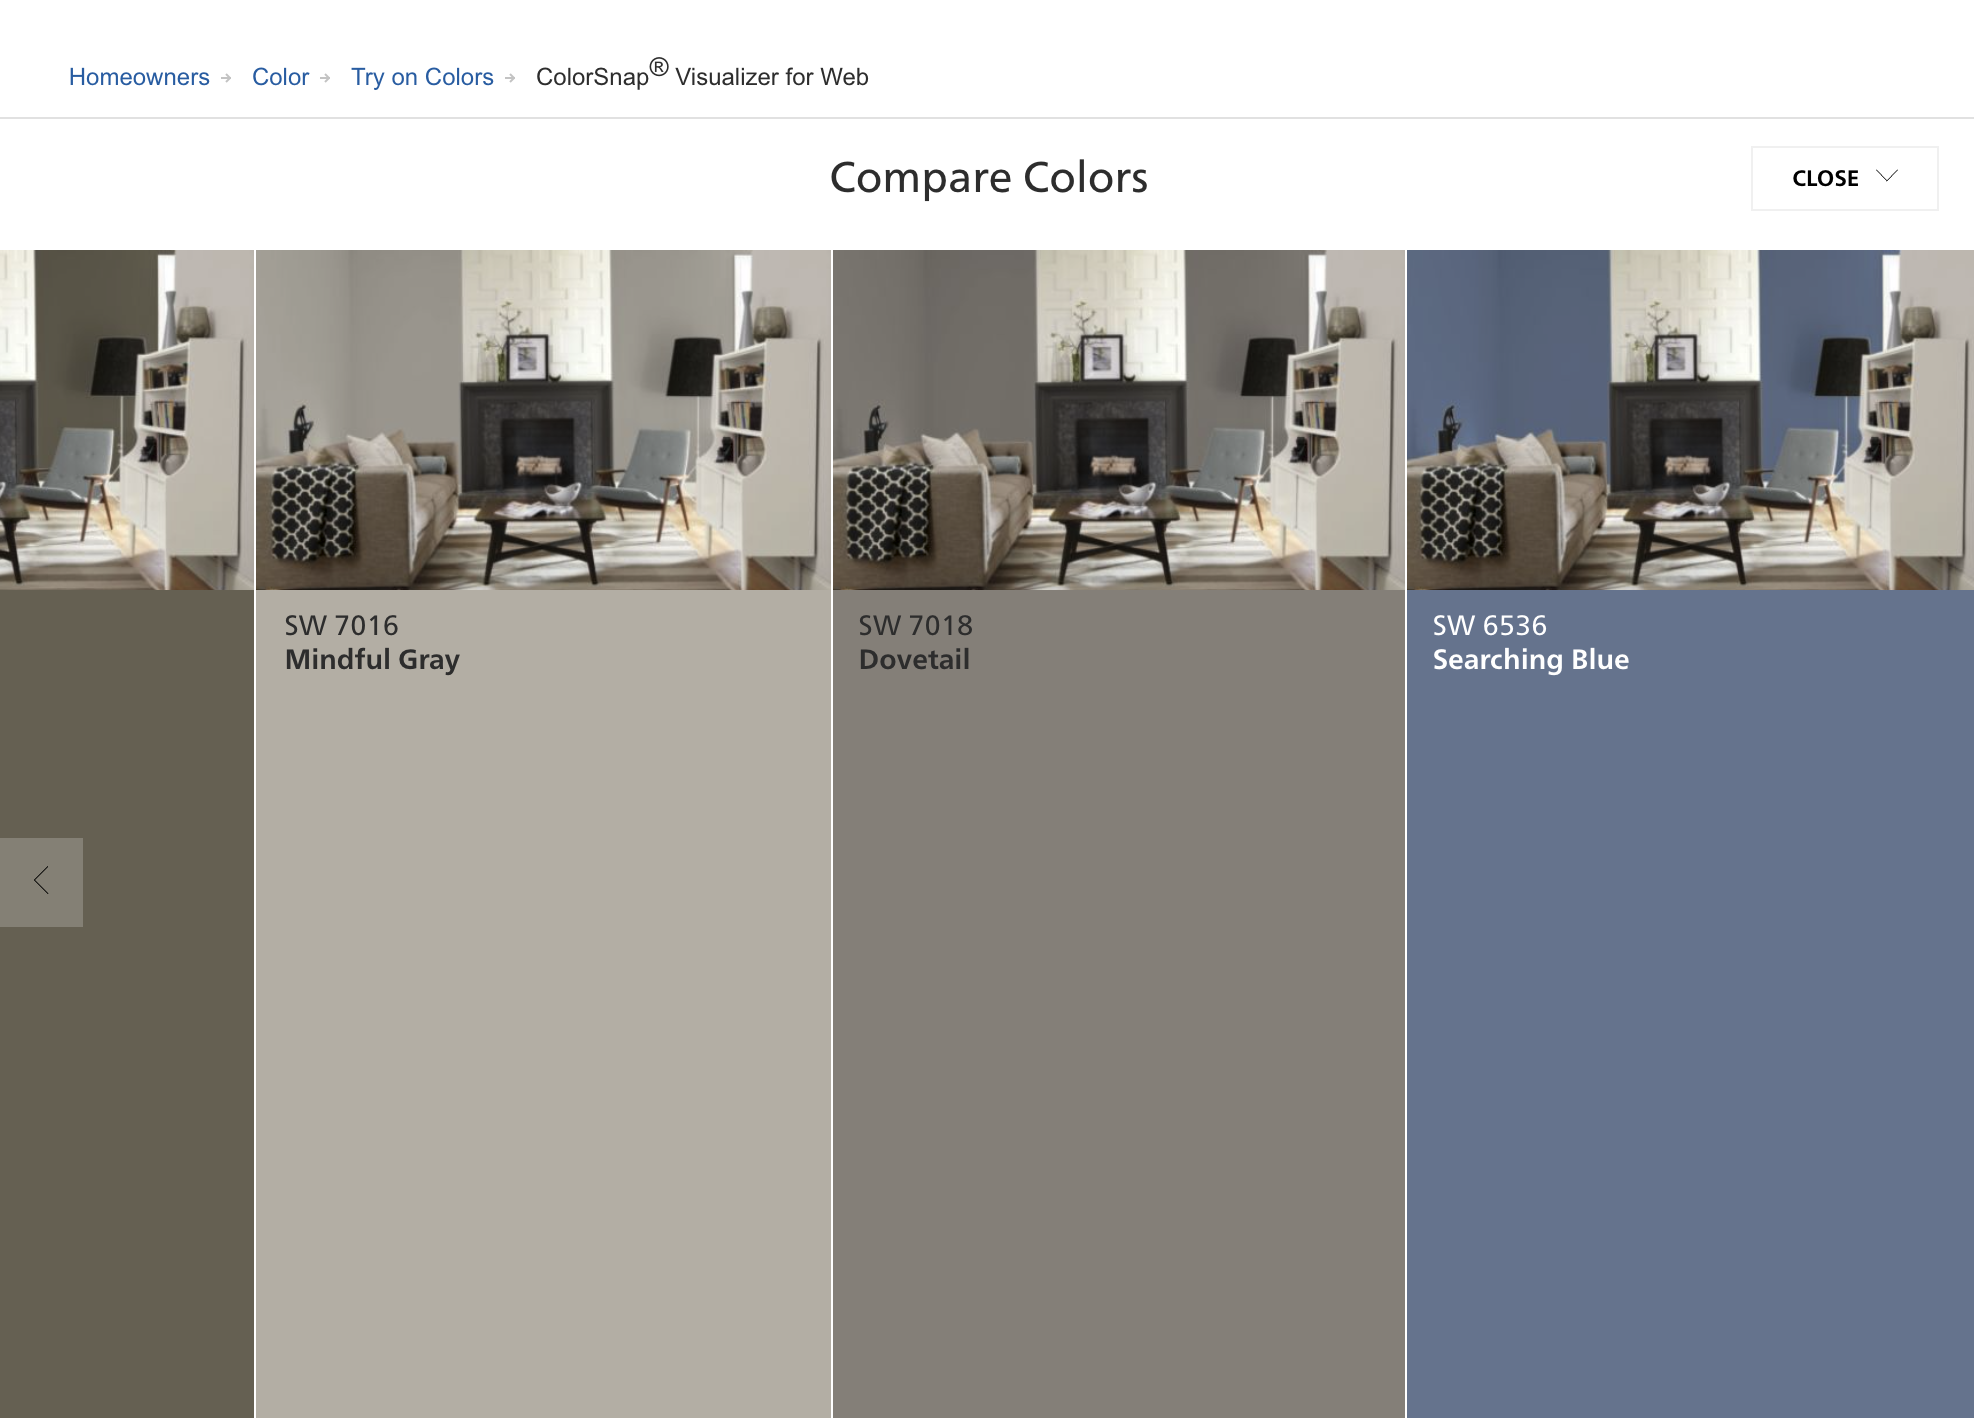 Homeowners → Color → Try on Colors → ColorSnap® Visualizer for Web
Compare Colors
CLOSE
SW 7016
Mindful Gray
SW 7018
Dovetail
SW 6536
Searching Blue